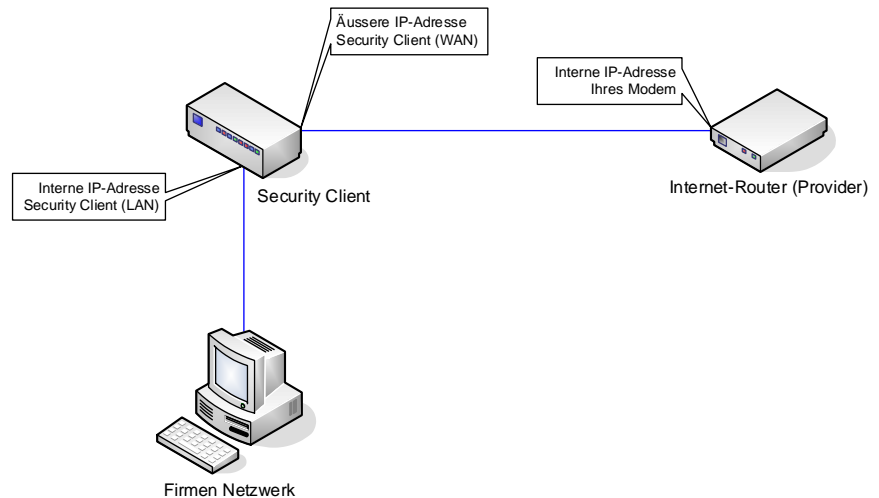 Äussere IP-Adresse
Security Client (WAN)
Interne IP-Adresse
Ihres Modem
Interne IP-Adresse
Security Client (LAN)
Security Client
Internet-Router (Provider)
Firmen Netzwerk